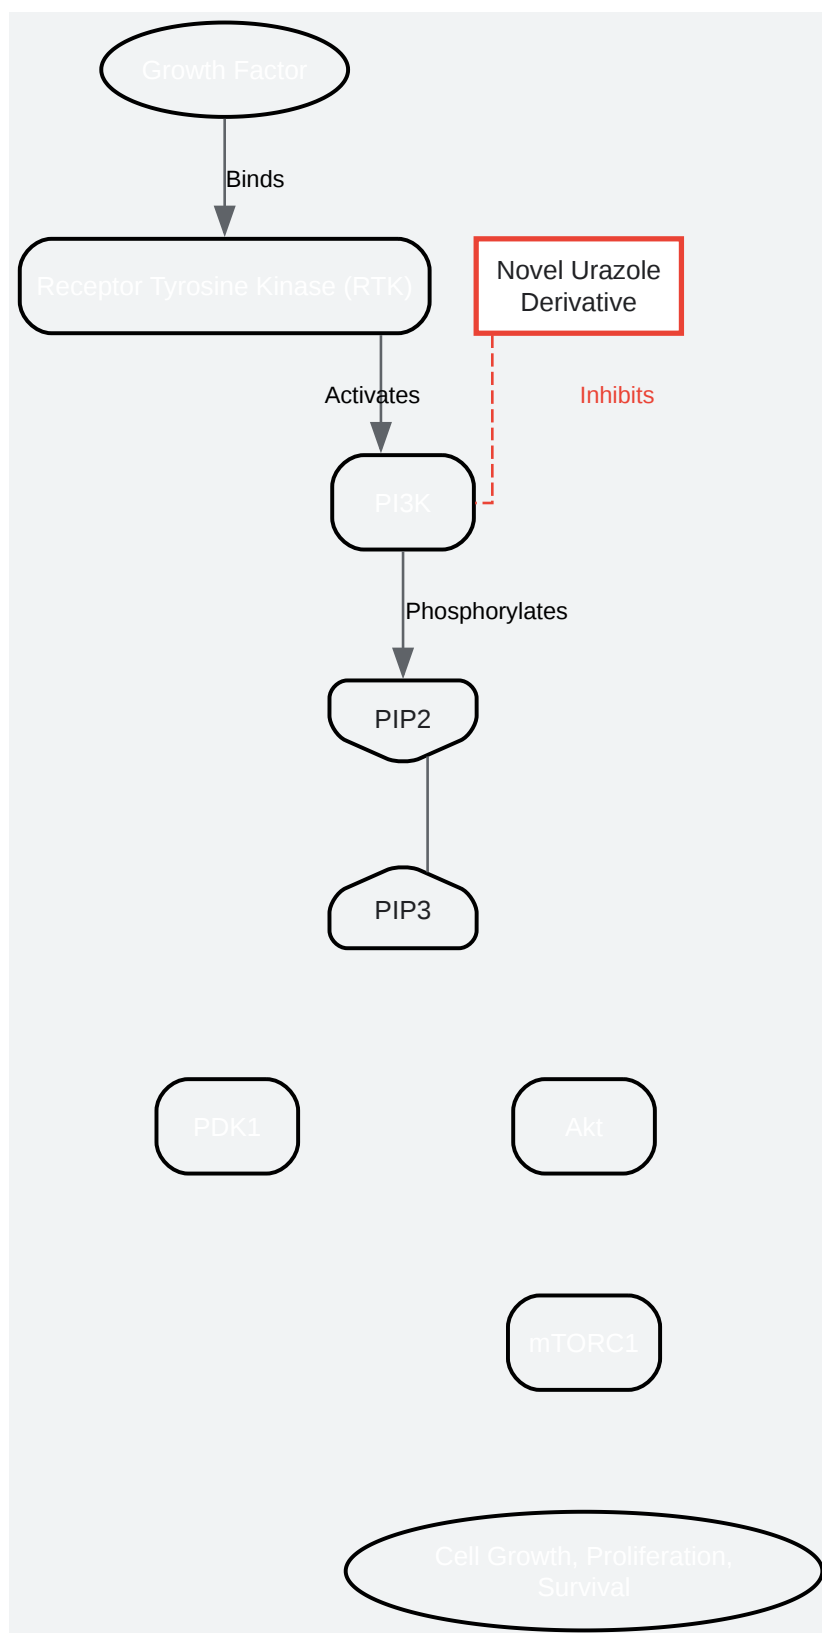 Growth Factor
Binds
Receptor Tyrosine Kinase (RTK)
Novel Urazole
Derivative
Activates
Inhibits
PI3K
Phosphorylates
PIP2
PIP3
PDK1
Akt
mTORC1
Cell Growth, Proliferation,
Survival